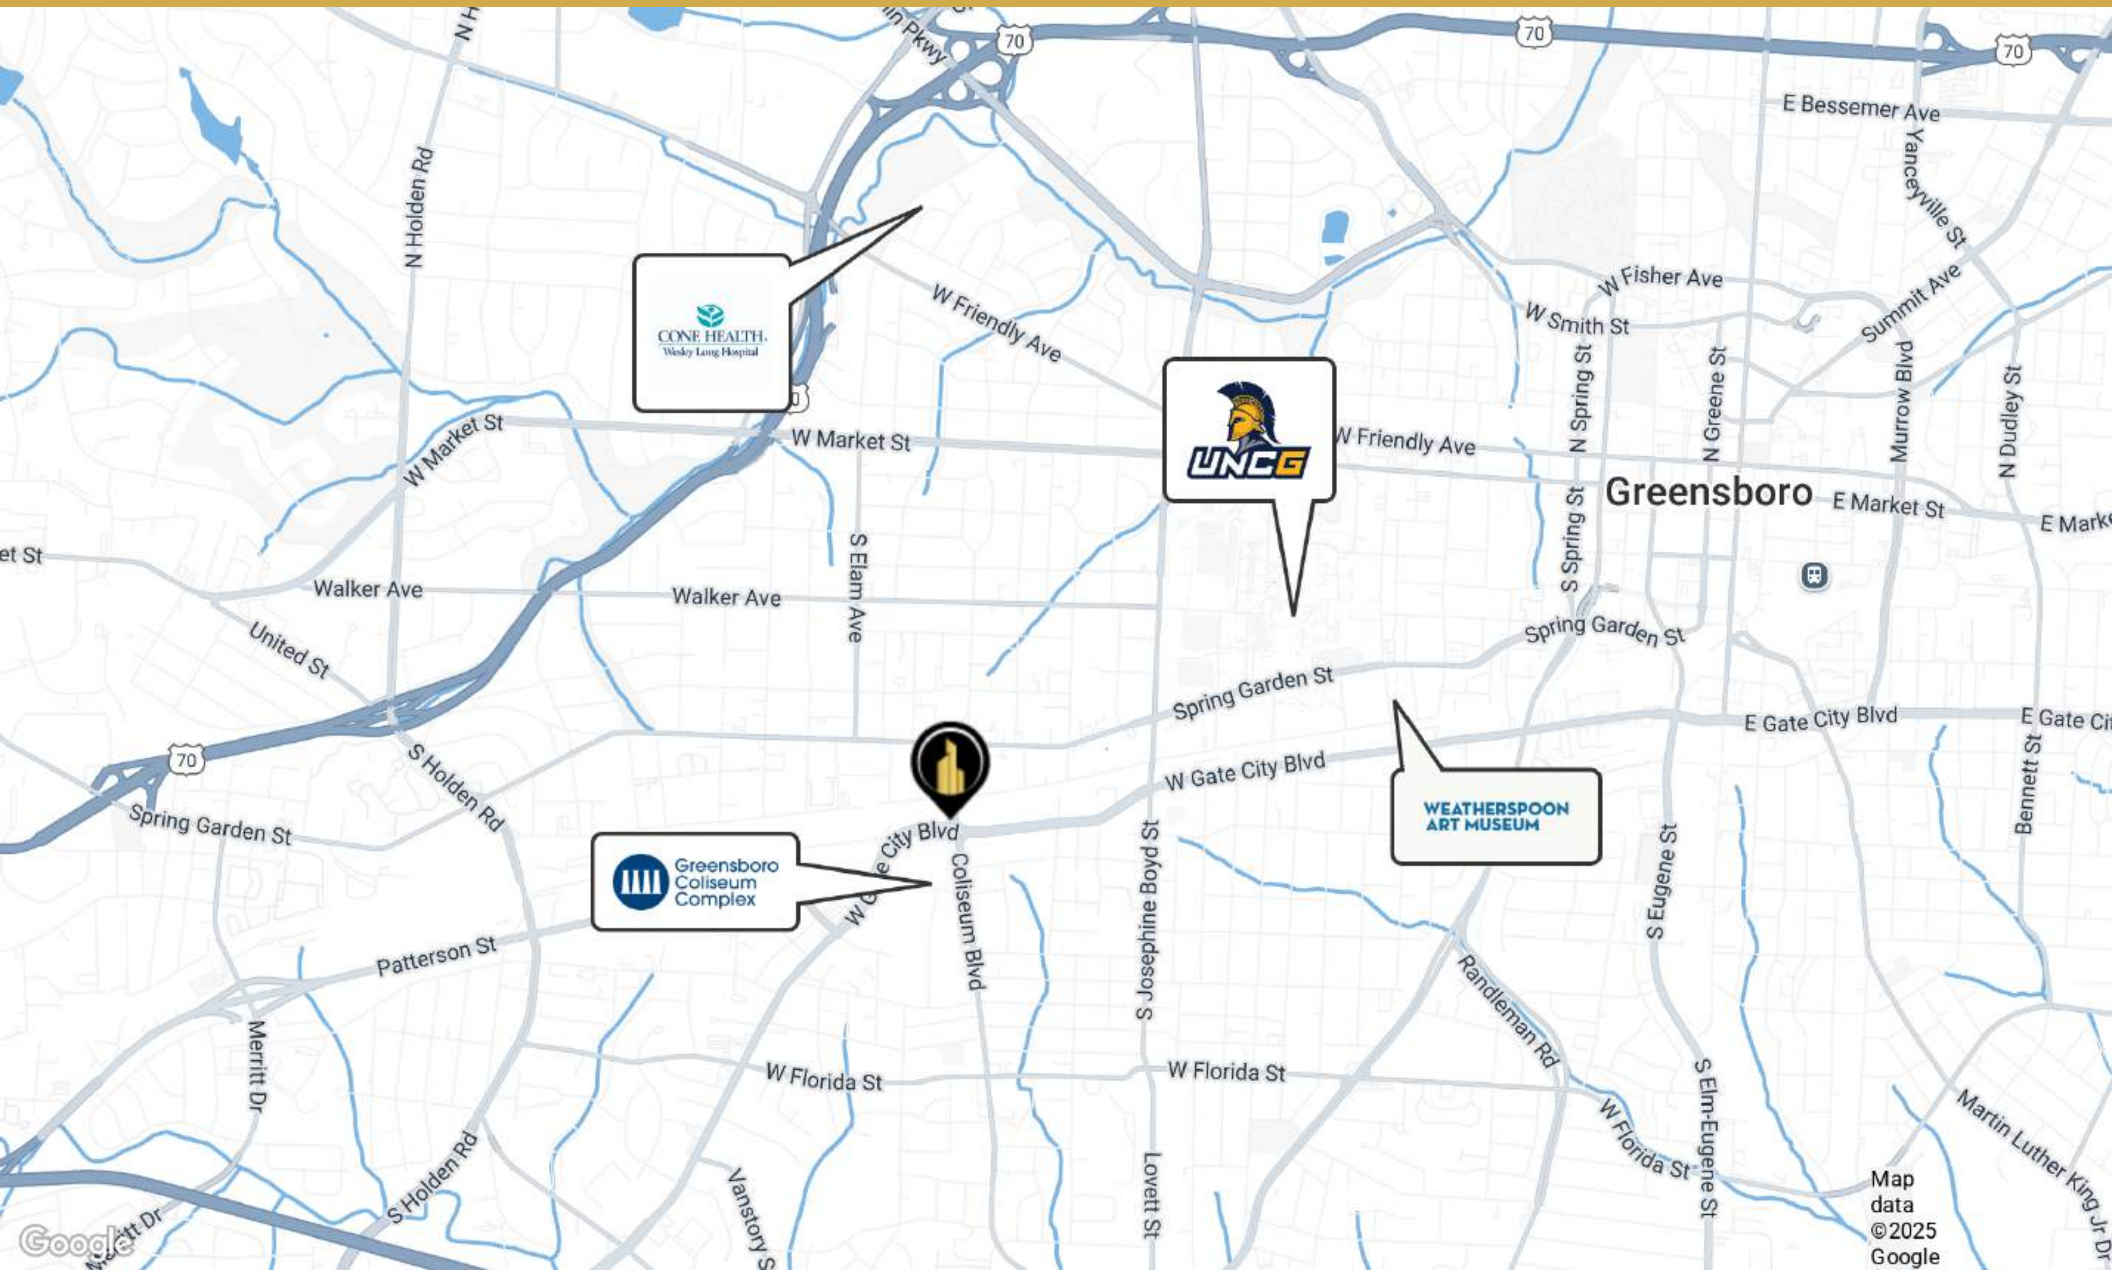 N H
in Pkwy
70
70
70
E Bessemer Ave
Yanceyville St
N Holden Rd
W Fisher Ave
W Smith St
Summit Ave
W Friendly Ave
CONE HEALTH
Wesley Long Hospital
N Spring St
N Greene St
Murrow Blvd
N Dudley St
W Market St
W Market St
UNCG
W Friendly Ave
Greensboro
E Market St
E Marke
et St
S Elam Ave
S Spring St
Walker Ave
Walker Ave
United St
Spring Garden St
Spring Garden St
E Gate City Blvd
E Gate Cit
70
S Holden Rd
W Gate City Blvd
Bennett St
Spring Garden St
WEATHERSPOON
ART MUSEUM
Greensboro
Coliseum
Complex
W G e City Blvd
Coliseum Blvd
S Josephine Boyd St
S Eugene St
Patterson St
Randleman Rd
Merritt Dr
W Florida St
W Florida St
W Florida St
S Elm-Eugene St
Martin Luther King Jr Dr
S Holden Rd
Vanstory S
Lovett St
Map
data
©2025
Google
Google